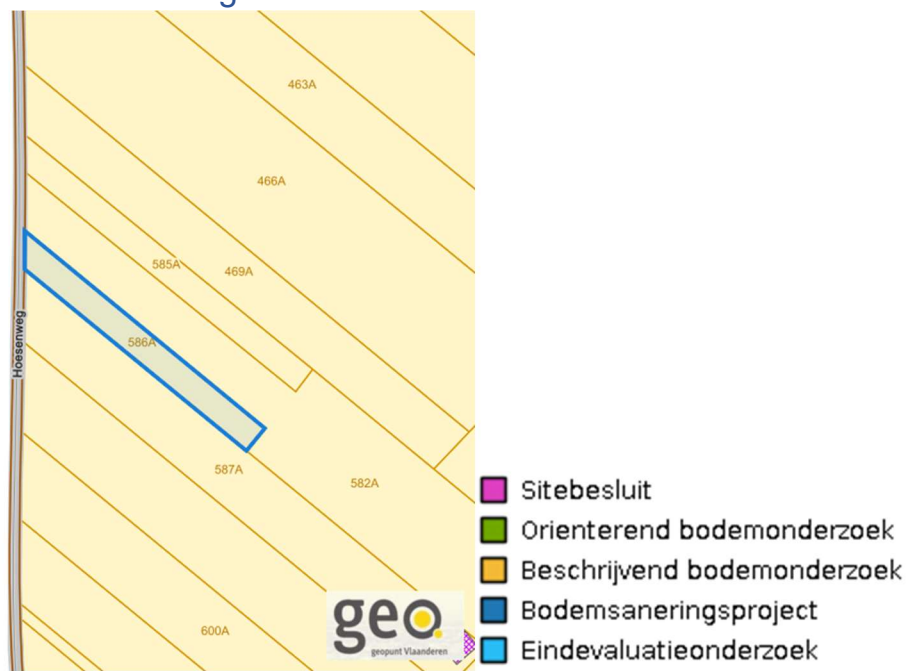 463A
466A
585A
469A
586A
Hoesenweg
587A
582A
600A
geo
geopunt Vlaanderen
Sitebesluit
Orienterend bodemonderzoek
Beschrijvend bodemonderzoek
Bodemsaneringsproject
Eindevaluatieonderzoek